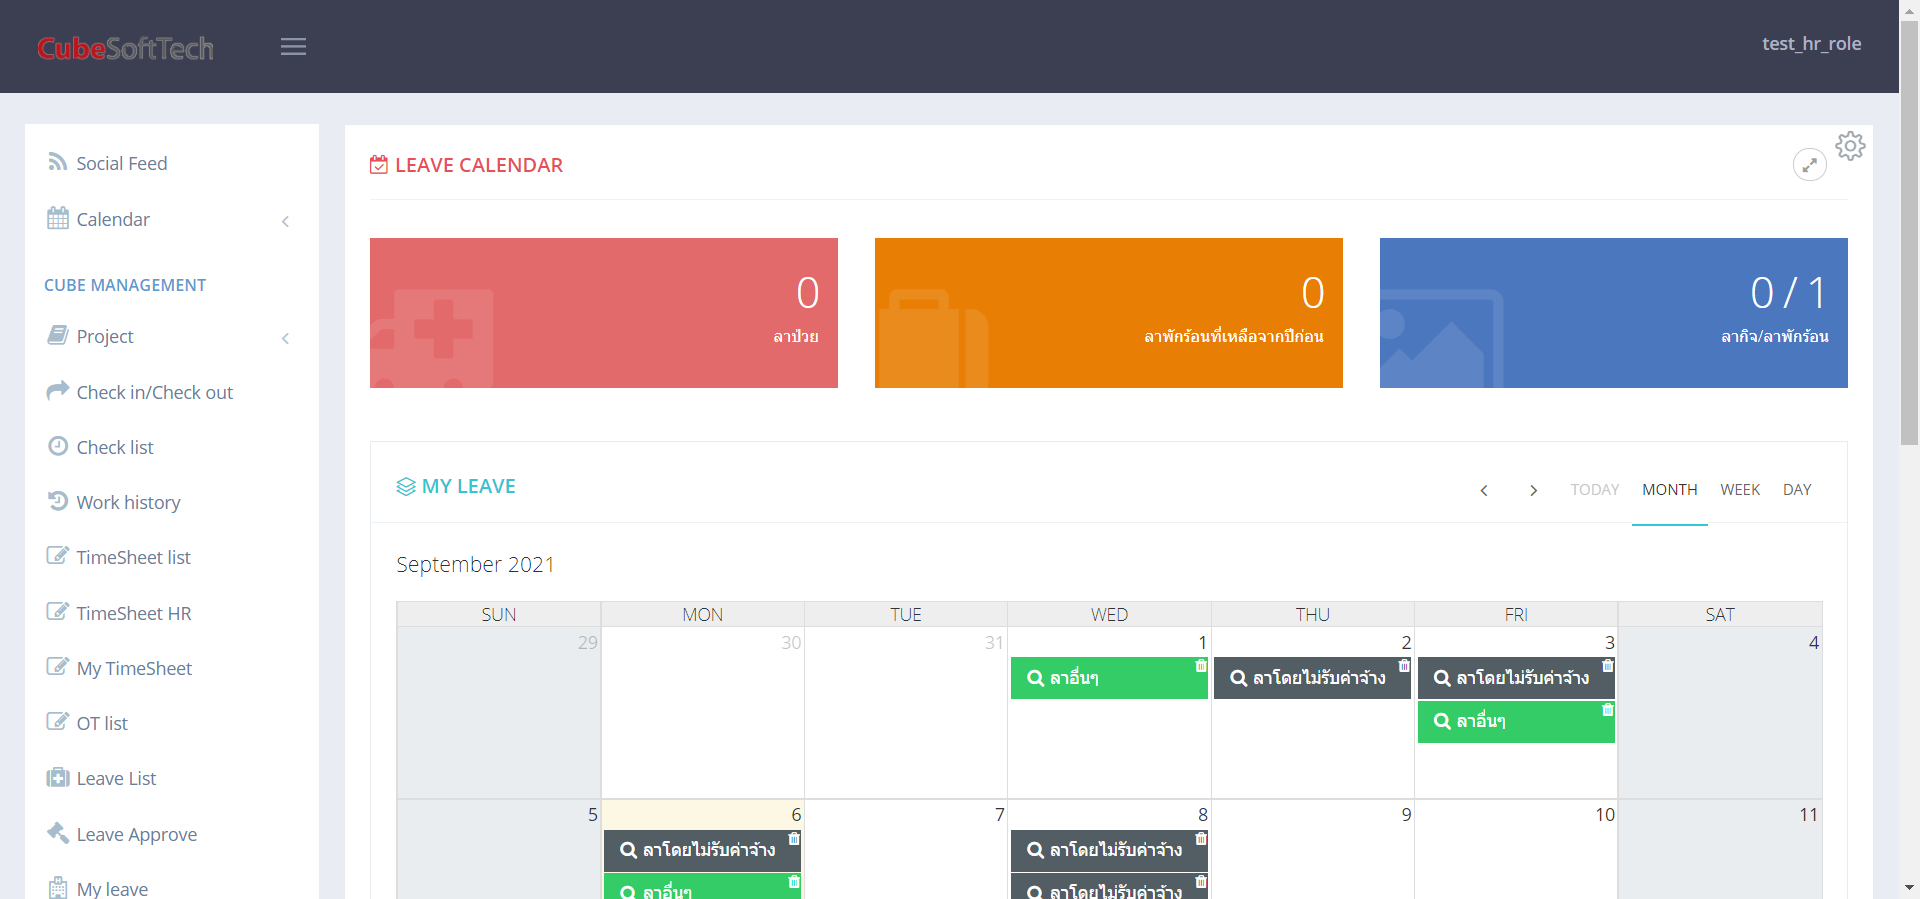 CubeSoftTech
test_hr_role
Social Feed
Calendar
CUBE MANAGEMENT
Project
Check in/Check out
Check list
Work history
TimeSheet list
TimeSheet HR
My TimeSheet
OT list
Leave List
Leave Approve
My leave
LEAVE CALENDAR
0
ลาป่วย
0
ลาพักร้อนที่เหลือจากปีก่อน
0 / 1
ลากิจ/ลาพักร้อน
MY LEAVE
TODAY MONTH WEEK DAY
September 2021
SUN MON TUE WED THU FRI SAT
29 30 31 1 2 3 4
ลาอื่นๆ ลาโดยไม่รับค่าจ้าง ลาโดยไม่รับค่าจ้าง
ลาอื่นๆ
5 6 7 8 9 10 11
ลาโดยไม่รับค่าจ้าง ลาโดยไม่รับค่าจ้าง
ลาอื่นๆ ลาโดยไม่รับค่าจ้าง